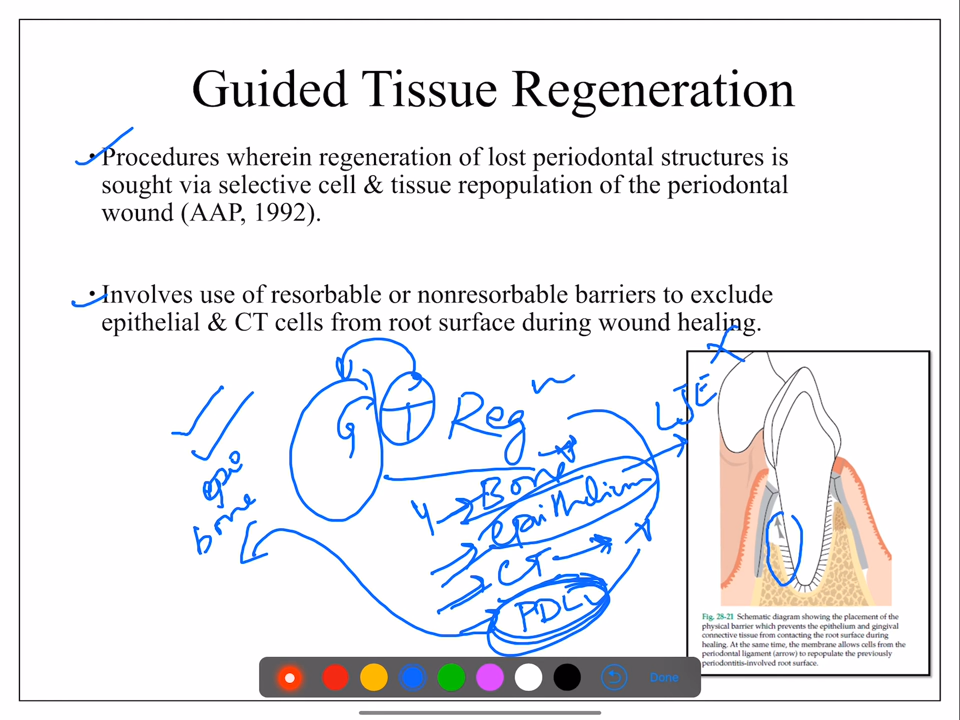 Guided Tissue Regeneration
• Procedures wherein regeneration of lost periodontal structures is
sought via selective cell & tissue repopulation of the periodontal
wound (AAP, 1992).
• Involves use of resorbable or nonresorbable barriers to exclude
epithelial & CT cells from root surface during wound healing.
G T Reg
LJE
4 → Bone
epithelium
CT
PDL
epi
bone
Fig. 28-21 Schematic diagram showing the placement of the
physical barrier which prevents the epithelium and gingival
connective tissue from contacting the root surface during
healing. At the same time, the membrane allows cells from the
periodontal ligament (arrow) to repopulate the previously
periodontitis-involved root surface.
Done